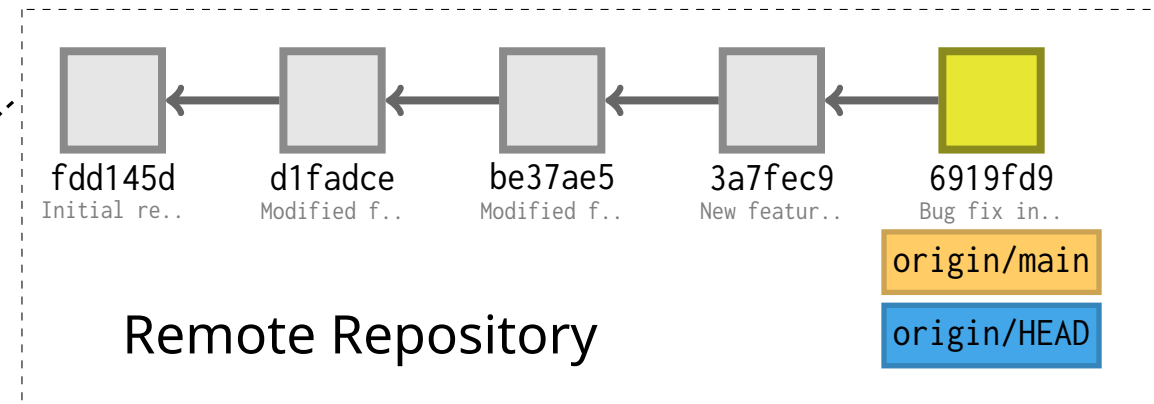 fdd145d d1fadce be37ae5 3a7fec9 6919fd9
Initial re.. Modified f.. Modified f.. New featur.. Bug fix in..
origin/main
Remote Repository
origin/HEAD